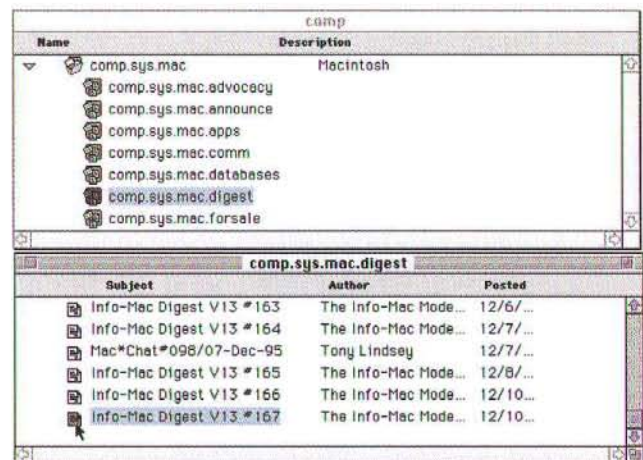 comp
Name Description
comp.sys.mac Macintosh
comp.sys.mac.advocacy
comp.sys.mac.announce
comp.sys.mac.apps
comp.sys.mac.comm
comp.sys.mac.databases
comp.sys.mac.digest
comp.sys.mac.forsale
comp.sys.mac.digest
Subject Author Posted
Info-Mac Digest V13 #163 The Info-Mac Mode... 12/6/...
Info-Mac Digest V13 #164 The Info-Mac Mode... 12/7/...
Mac*Chat#098/07-Dec-95 Tony Lindsey 12/7/...
Info-Mac Digest V13 #165 The Info-Mac Mode... 12/8/...
Info-Mac Digest V13 #166 The Info-Mac Mode... 12/10...
Info-Mac Digest V13 #167 The Info-Mac Mode... 12/10...